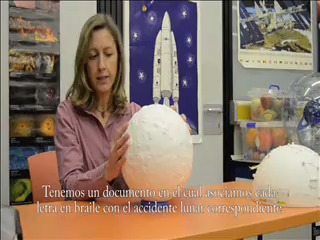 Tenemos un documento en el cual asociamos cada
letra en braile con el accidente lunar correspondiente